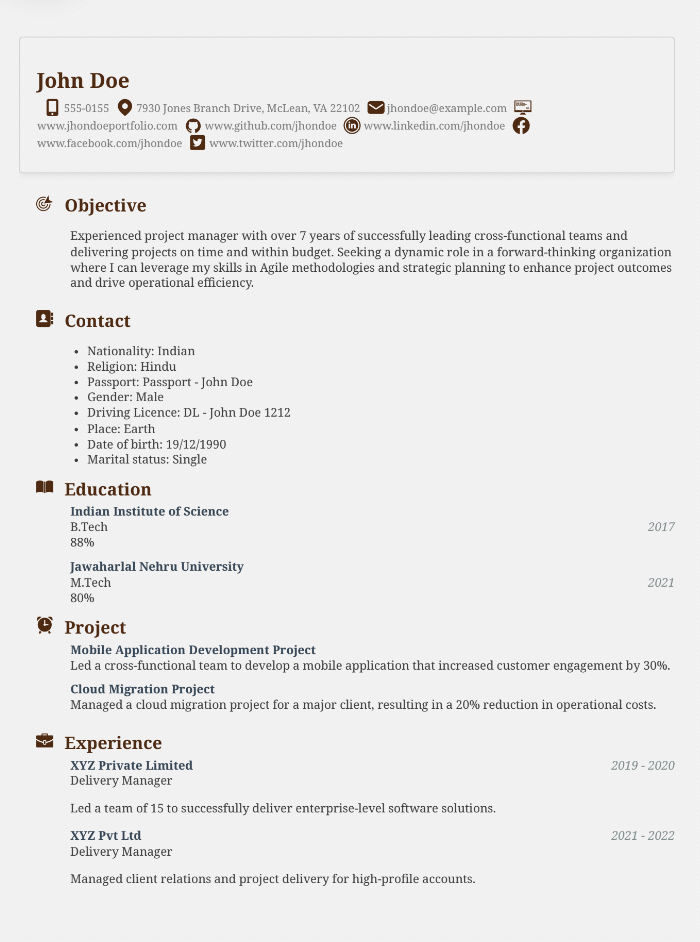 John Doe
555-0155 7930 Jones Branch Drive, McLean, VA 22102 jhondoe@example.com
www.jhondoeportfolio.com www.github.com/jhondoe www.linkedin.com/jhondoe
www.facebook.com/jhondoe www.twitter.com/jhondoe
Objective
Experienced project manager with over 7 years of successfully leading cross-functional teams and
delivering projects on time and within budget. Seeking a dynamic role in a forward-thinking organization
where I can leverage my skills in Agile methodologies and strategic planning to enhance project outcomes
and drive operational efficiency.
Contact
• Nationality: Indian
• Religion: Hindu
• Passport: Passport - John Doe
• Gender: Male
• Driving Licence: DL - John Doe 1212
• Place: Earth
• Date of birth: 19/12/1990
• Marital status: Single
Education
Indian Institute of Science
B.Tech 2017
88%
Jawaharlal Nehru University
M.Tech 2021
80%
Project
Mobile Application Development Project
Led a cross-functional team to develop a mobile application that increased customer engagement by 30%.
Cloud Migration Project
Managed a cloud migration project for a major client, resulting in a 20% reduction in operational costs.
Experience
XYZ Private Limited 2019 - 2020
Delivery Manager
Led a team of 15 to successfully deliver enterprise-level software solutions.
XYZ Pvt Ltd 2021 - 2022
Delivery Manager
Managed client relations and project delivery for high-profile accounts.